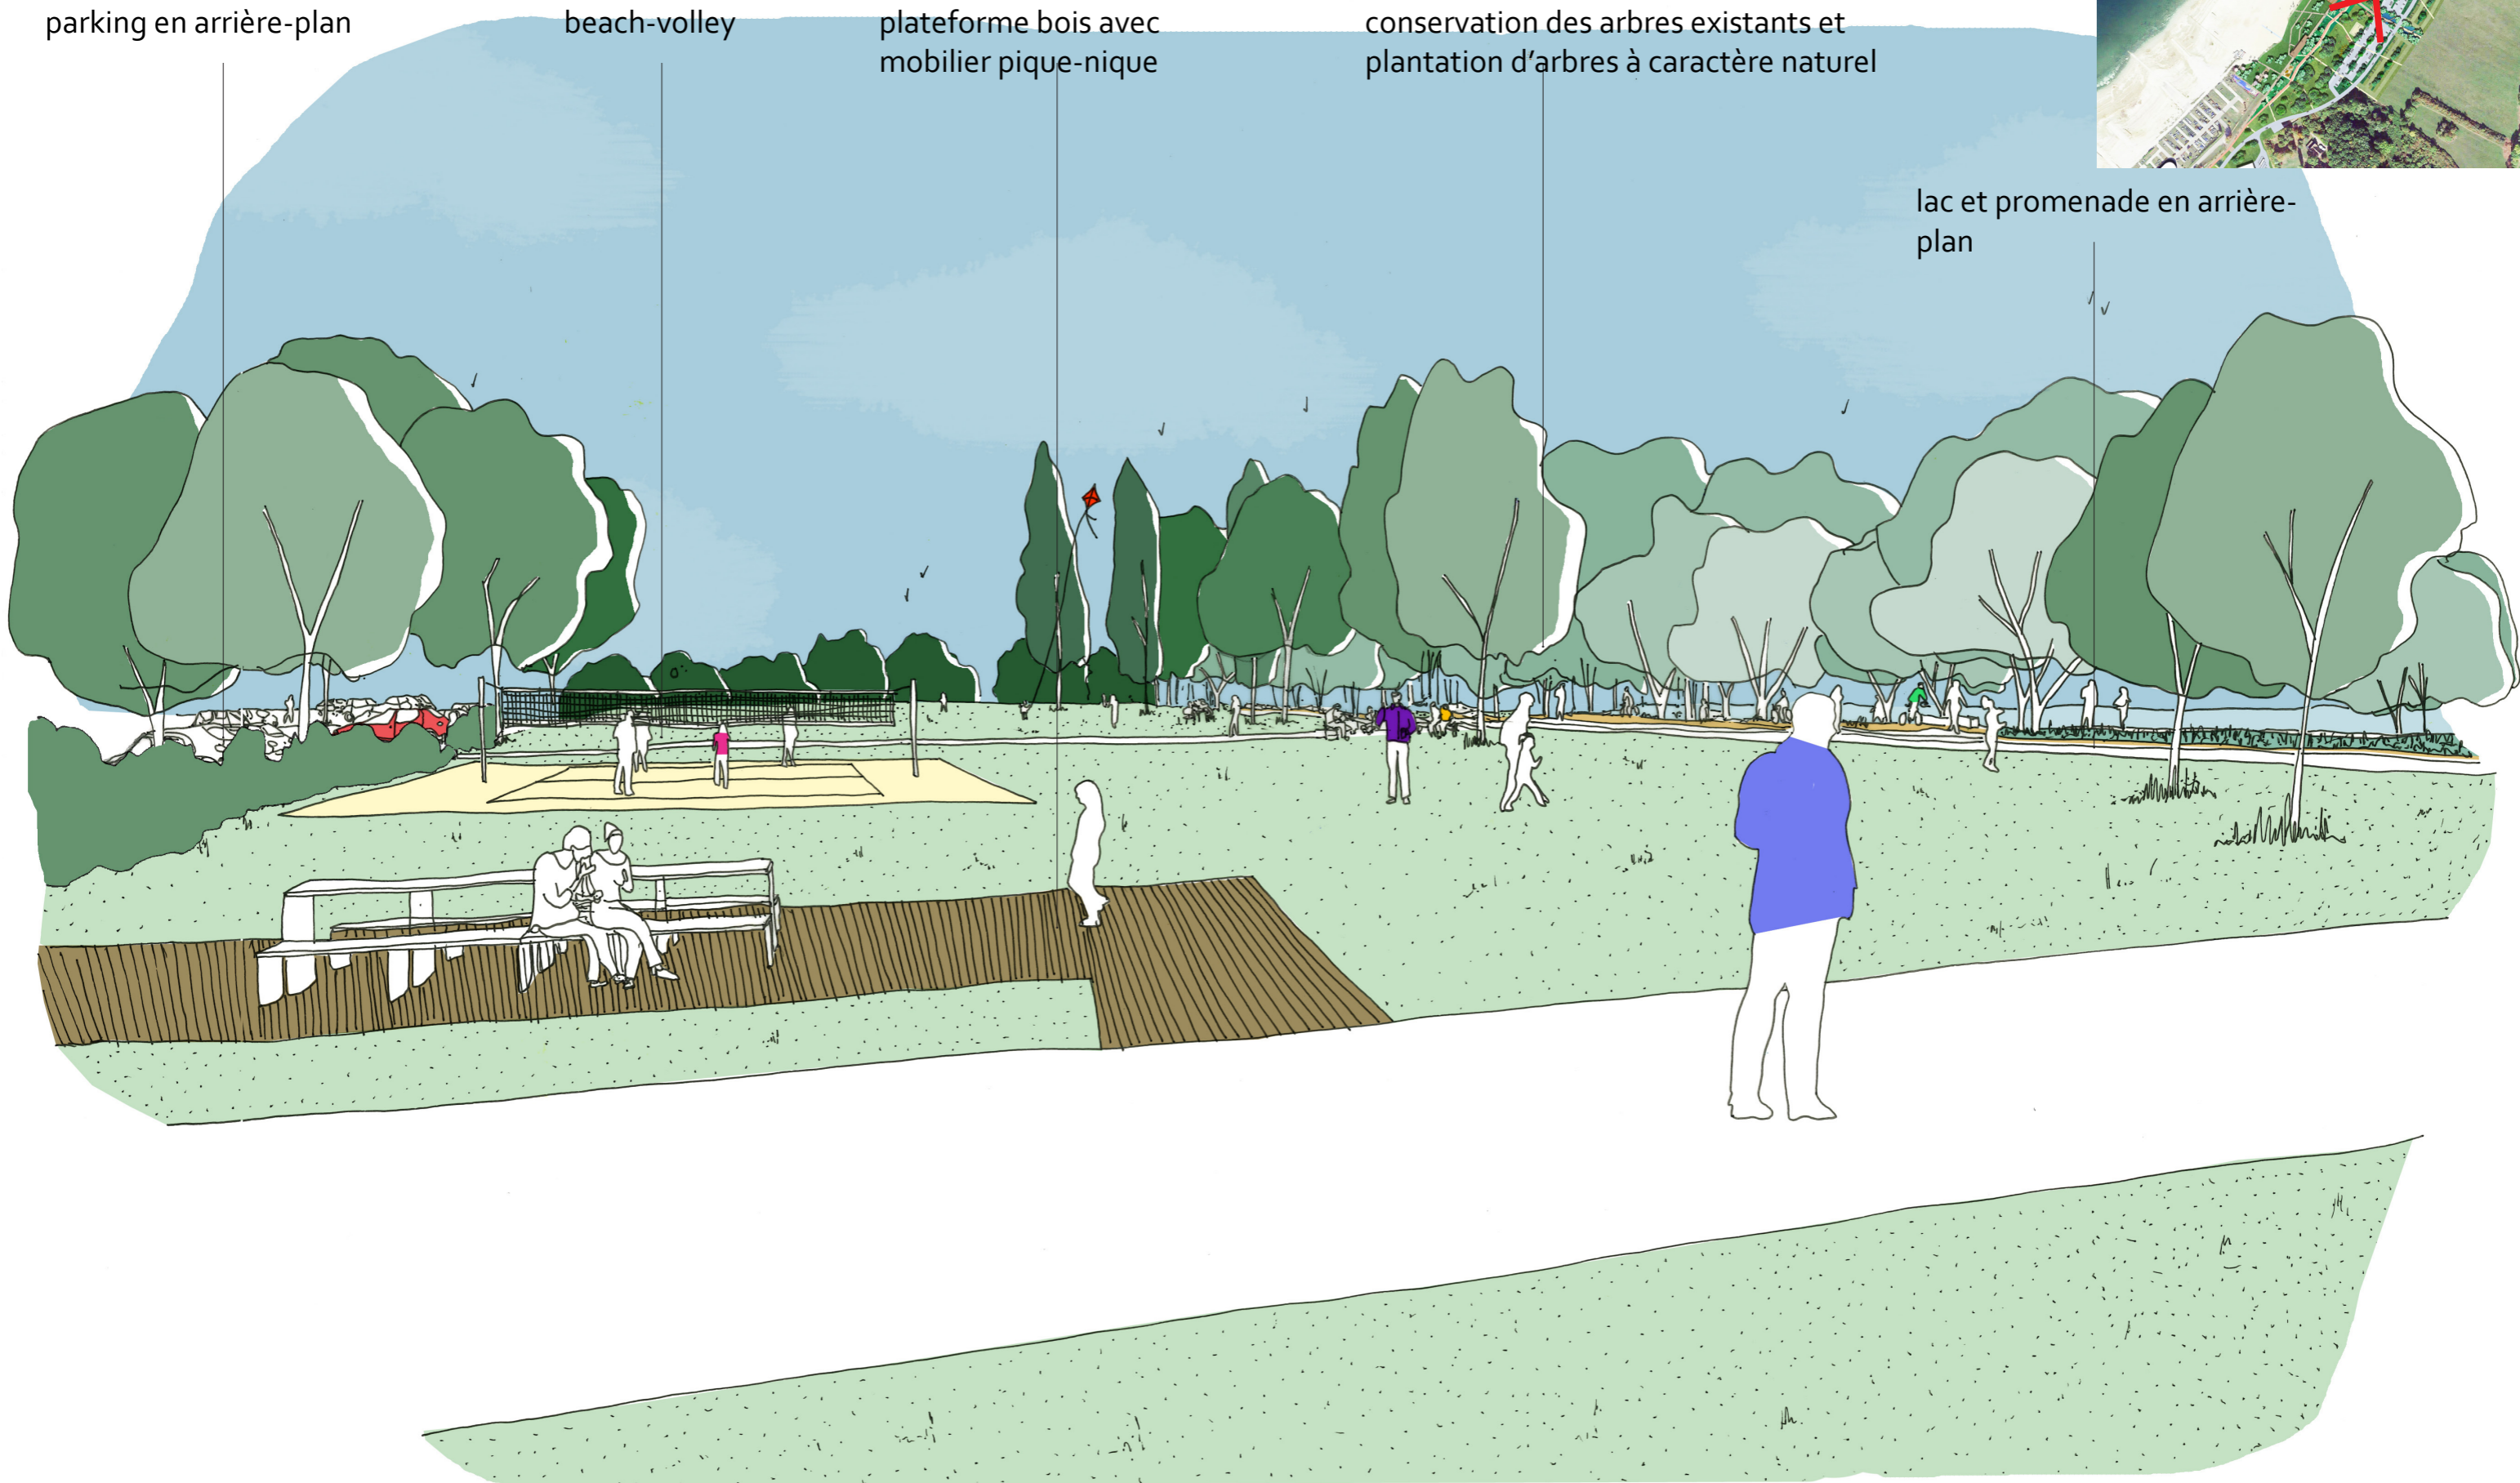 parking en arrière-plan
beach-volley
plateforme bois avec
mobilier pique-nique
conservation des arbres existants et
plantation d’arbres à caractère naturel
lac et promenade en arrière-
plan